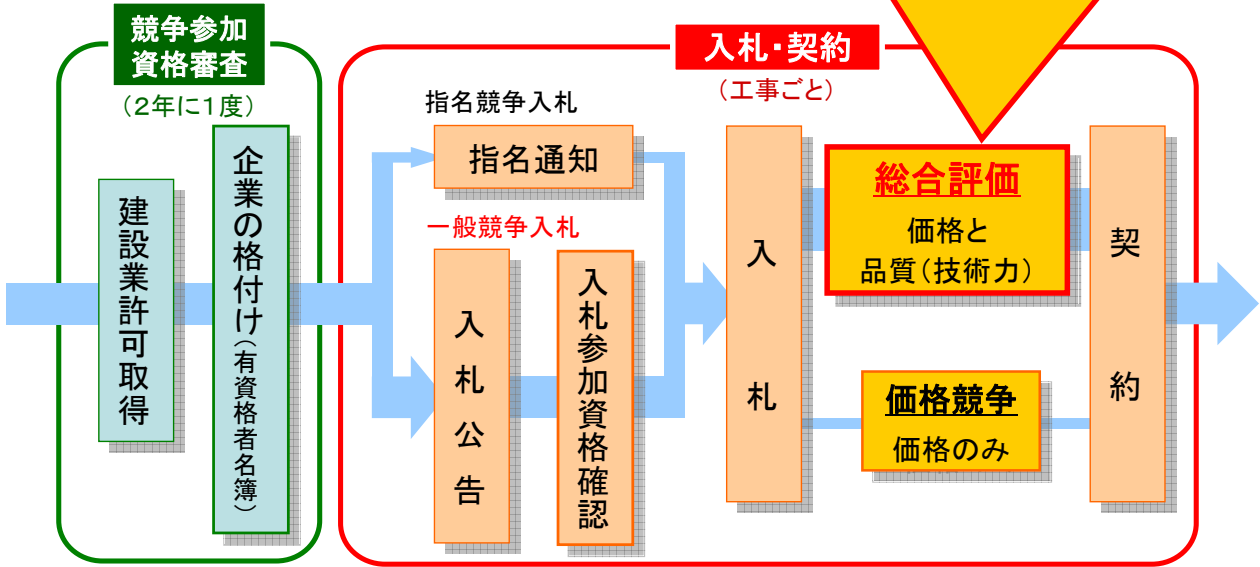 競争参加
資格審査
(2年に1度)
建設業許可取得
企業の格付け(有資格者名簿)
入札・契約
(工事ごと)
指名競争入札
指名通知
一般競争入札
入札公告
入札参加資格確認
入札
総合評価
価格と
品質(技術力)
価格競争
価格のみ
契約